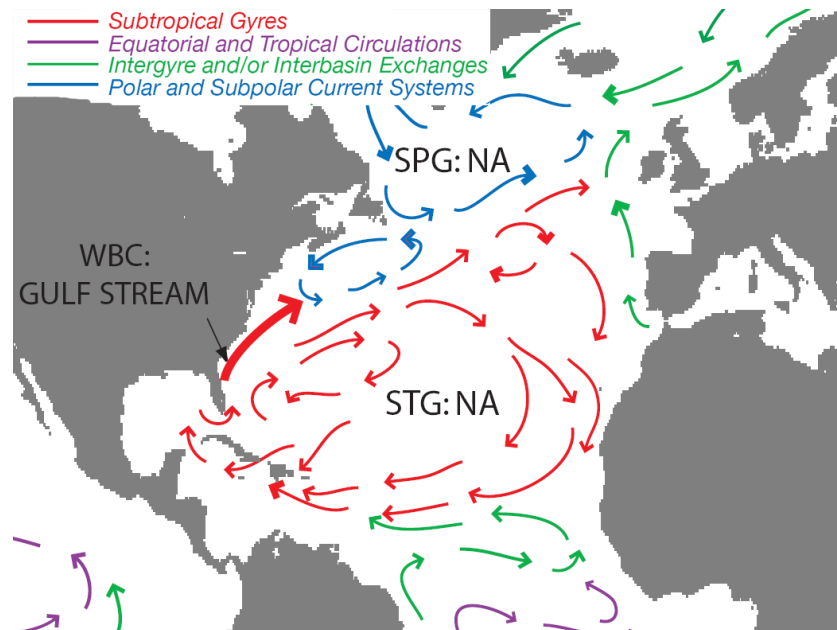 Subtropical Gyres
Equatorial and Tropical Circulations
Intergyre and/or Interbasin Exchanges
Polar and Subpolar Current Systems
SPG: NA
WBC:
GULF STREAM
STG: NA